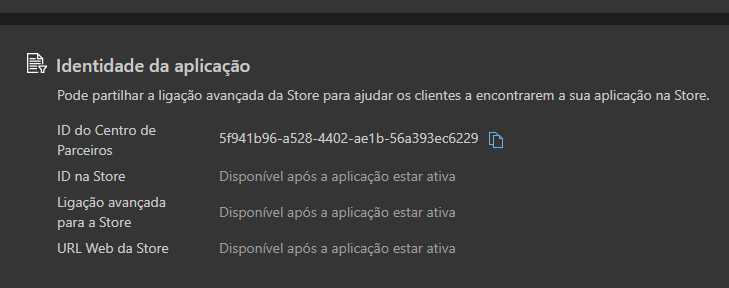 Identidade da aplicação
Pode partilhar a ligação avançada da Store para ajudar os clientes a encontrarem a sua aplicação na Store.
ID do Centro de
Parceiros
5f941b96-a528-4402-ae1b-56a393ec6229
ID na Store
Disponível após a aplicação estar ativa
Ligação avançada
para a Store
Disponível após a aplicação estar ativa
URL Web da Store
Disponível após a aplicação estar ativa